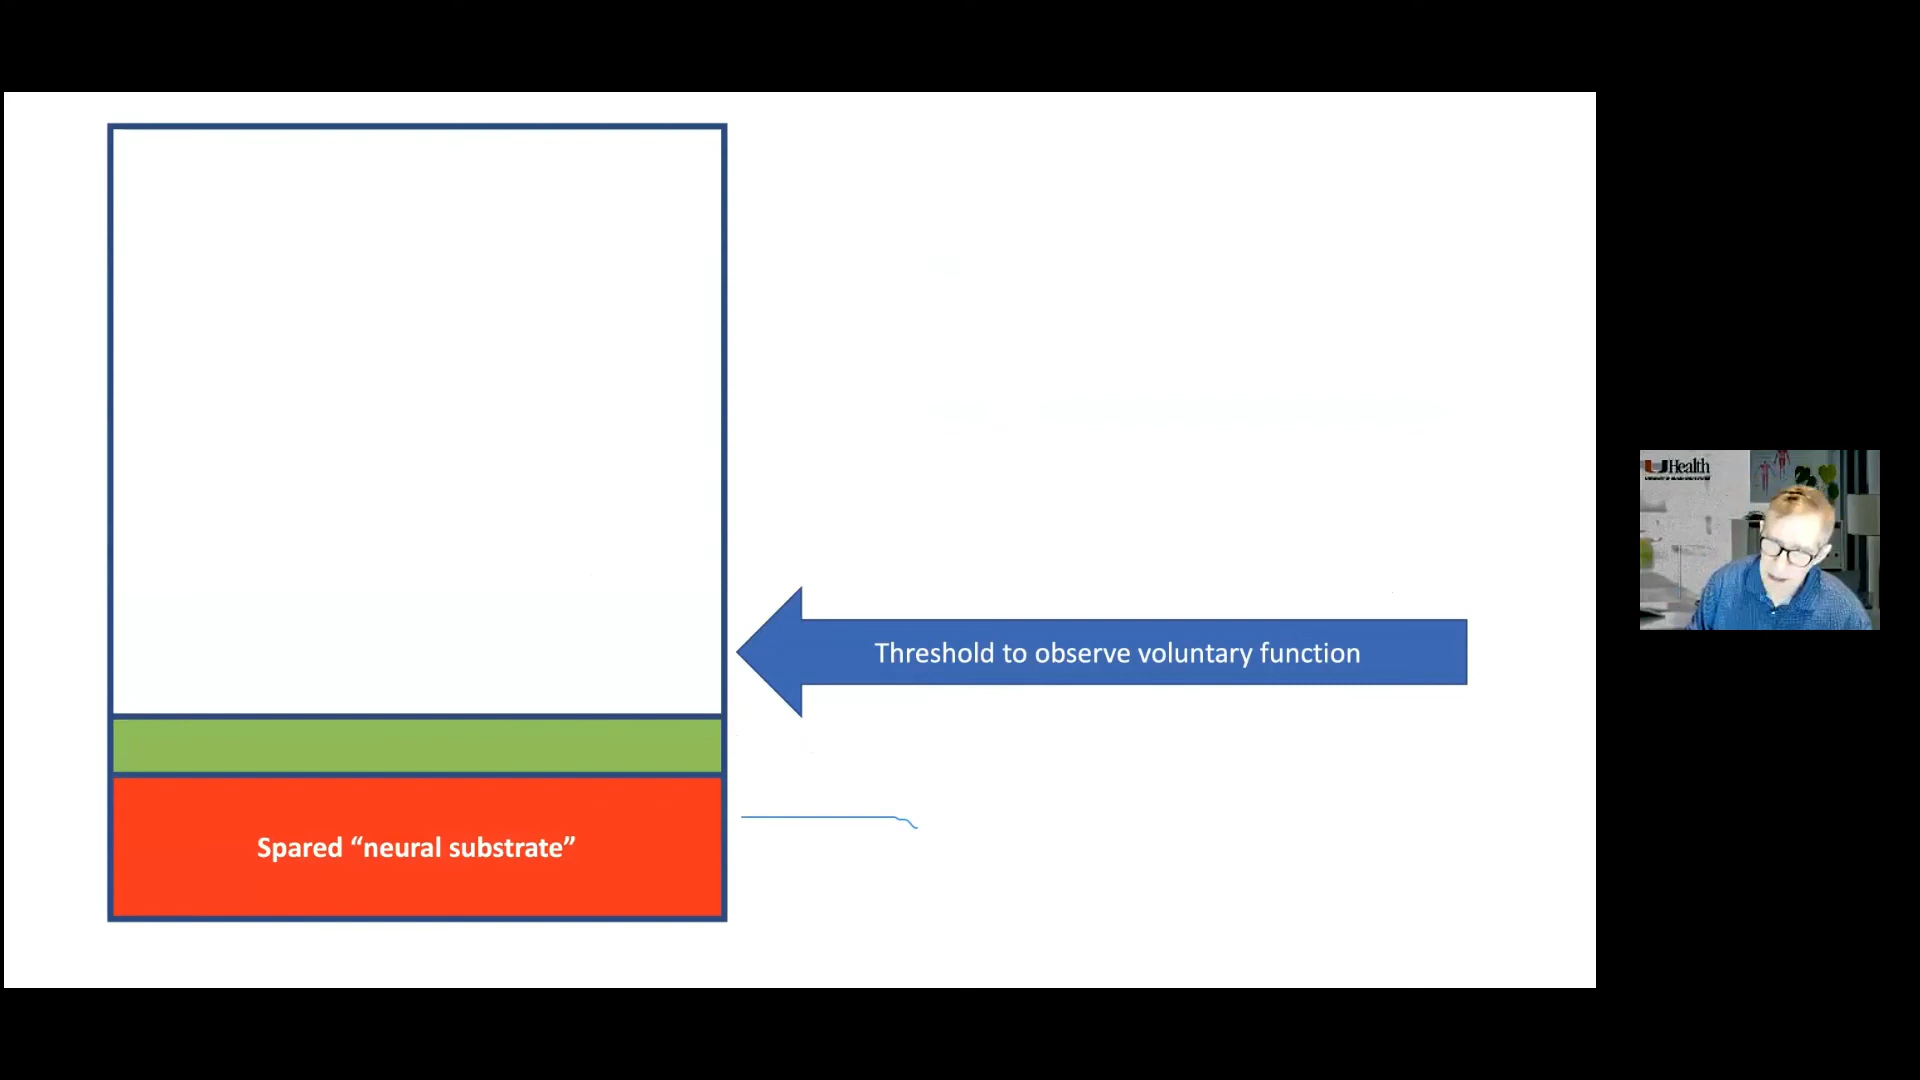 Threshold to observe voluntary function
Spared “neural substrate”
UHealth